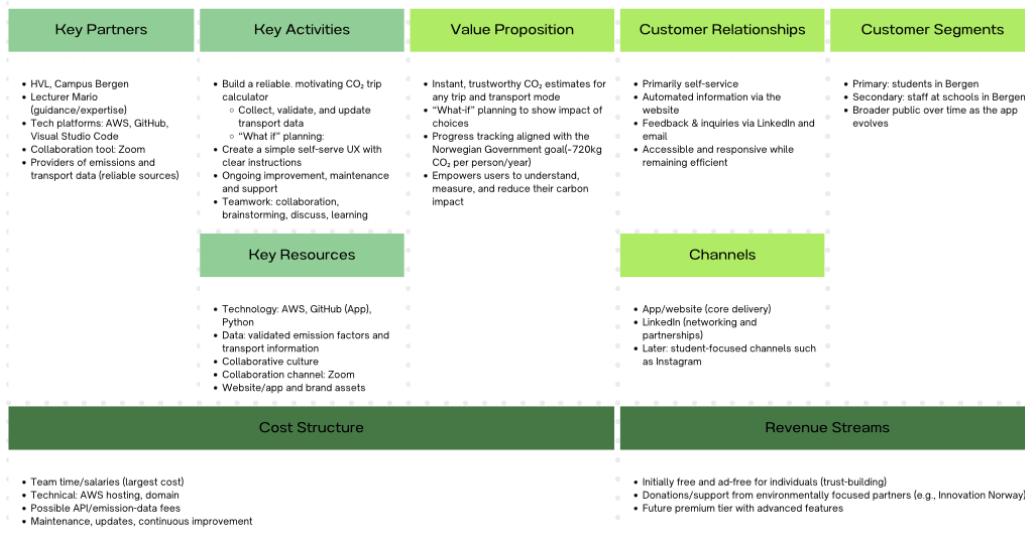 Key Partners
HVL, Campus Bergen
Lecturer Mario
(guidance/expertise)
Tech platforms: AWS, GitHub,
Visual Studio Code
Collaboration tool: Zoom
Providers of emissions and
transport data (reliable sources)
Key Activities
Build a reliable. motivating CO₂ trip
calculator
Collect, validate, and update
transport data
"What if" planning:
Create a simple self-serve UX with
clear instructions
Ongoing improvement, maintenance
and support
Teamwork: collaboration,
brainstorming, discuss, learning
Key Resources
Technology: AWS, GitHub (App),
Python
Data: validated emission factors and
transport information
Collaborative culture
Collaboration channel: Zoom
Website/app and brand assets
Value Proposition
Instant, trustworthy CO₂ estimates for
any trip and transport mode
"What-if" planning to show impact of
choices
Progress tracking aligned with the
Norwegian Government goal(~720kg
CO₂ per person/year)
Empowers users to understand,
measure, and reduce their carbon
impact
Customer Relationships
Primarily self-service
Automated information via the
website
Feedback & inquiries via LinkedIn and
email
Accessible and responsive while
remaining efficient
Channels
App/website (core delivery)
LinkedIn (networking and
partnerships)
Later: student-focused channels such
as Instagram
Customer Segments
Primary: students in Bergen
Secondary: staff at schools in Bergen
Broader public over time as the app
evolves
Cost Structure
Team time/salaries (largest cost)
Technical: AWS hosting, domain
Possible API/emission-data fees
Maintenance, updates, continuous improvement
Revenue Streams
Initially free and ad-free for individuals (trust-building)
Donations/support from environmentally focused partners (e.g., Innovation Norway)
Future premium tier with advanced features